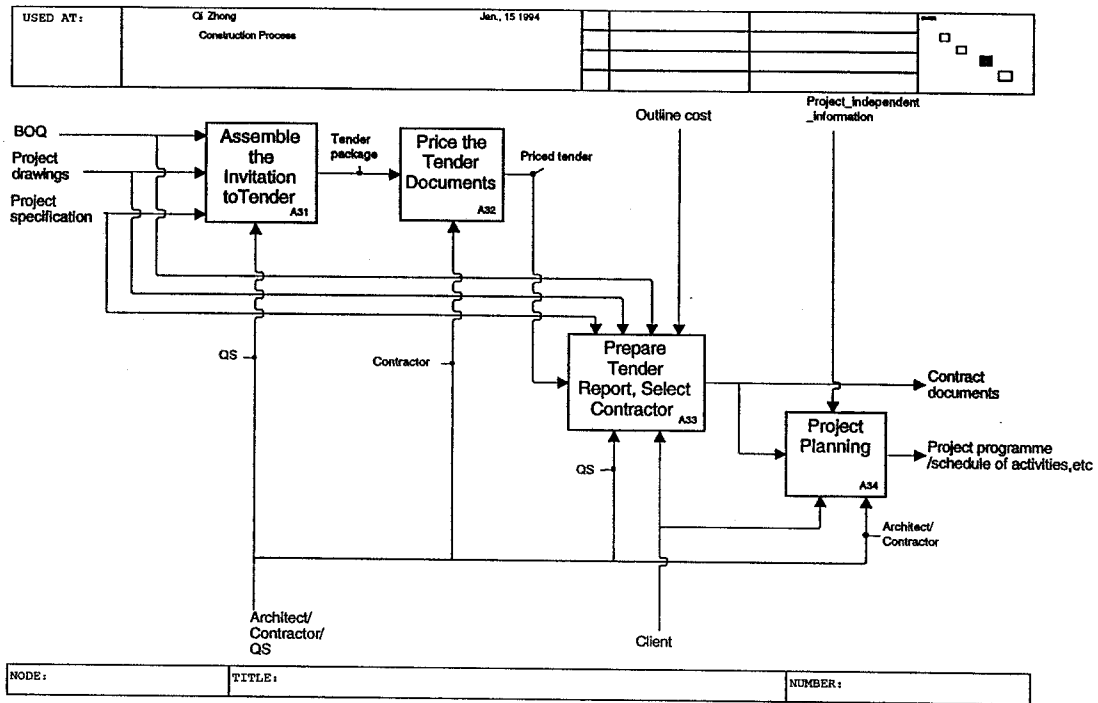 USED AT:
Qi Zhong
Jan., 15 1994
Construction Process
Project_independent
_information
Outline cost
BOQ
Project
drawings
Project
specification
Assemble
the
Invitation
toTender
A31
Tender
package
Price the
Tender
Documents
A32
Priced tender
QS
Contractor
Prepare
Tender
Report, Select
Contractor
A33
Contract
documents
Project
Planning
A34
Project programme
/schedule of activities,etc
QS
Architect/
Contractor
Architect/
Contractor/
QS
Client
NODE:
TITLE:
NUMBER: